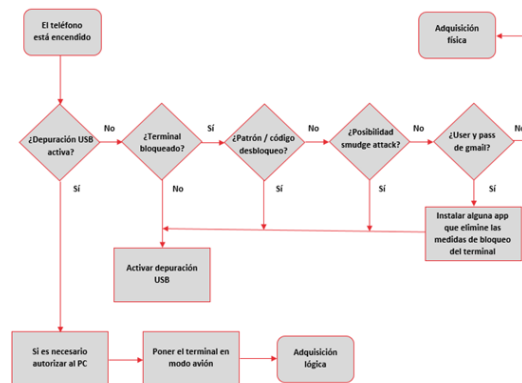 El teléfono
está encendido
Adquisición
física
¿Depuración USB
activa?
No
¿Terminal
bloqueado?
Sí
¿Patrón / código
desbloqueo?
No
¿Posibilidad
smudge attack?
No
¿User y pass
de gmail?
No
Sí
No
Sí
Sí
Sí
Instalar alguna app
que elimine las
medidas de bloqueo
del terminal
Activar depuración
USB
Si es necesario
autorizar al PC
Poner el terminal en
modo avión
Adquisición
lógica